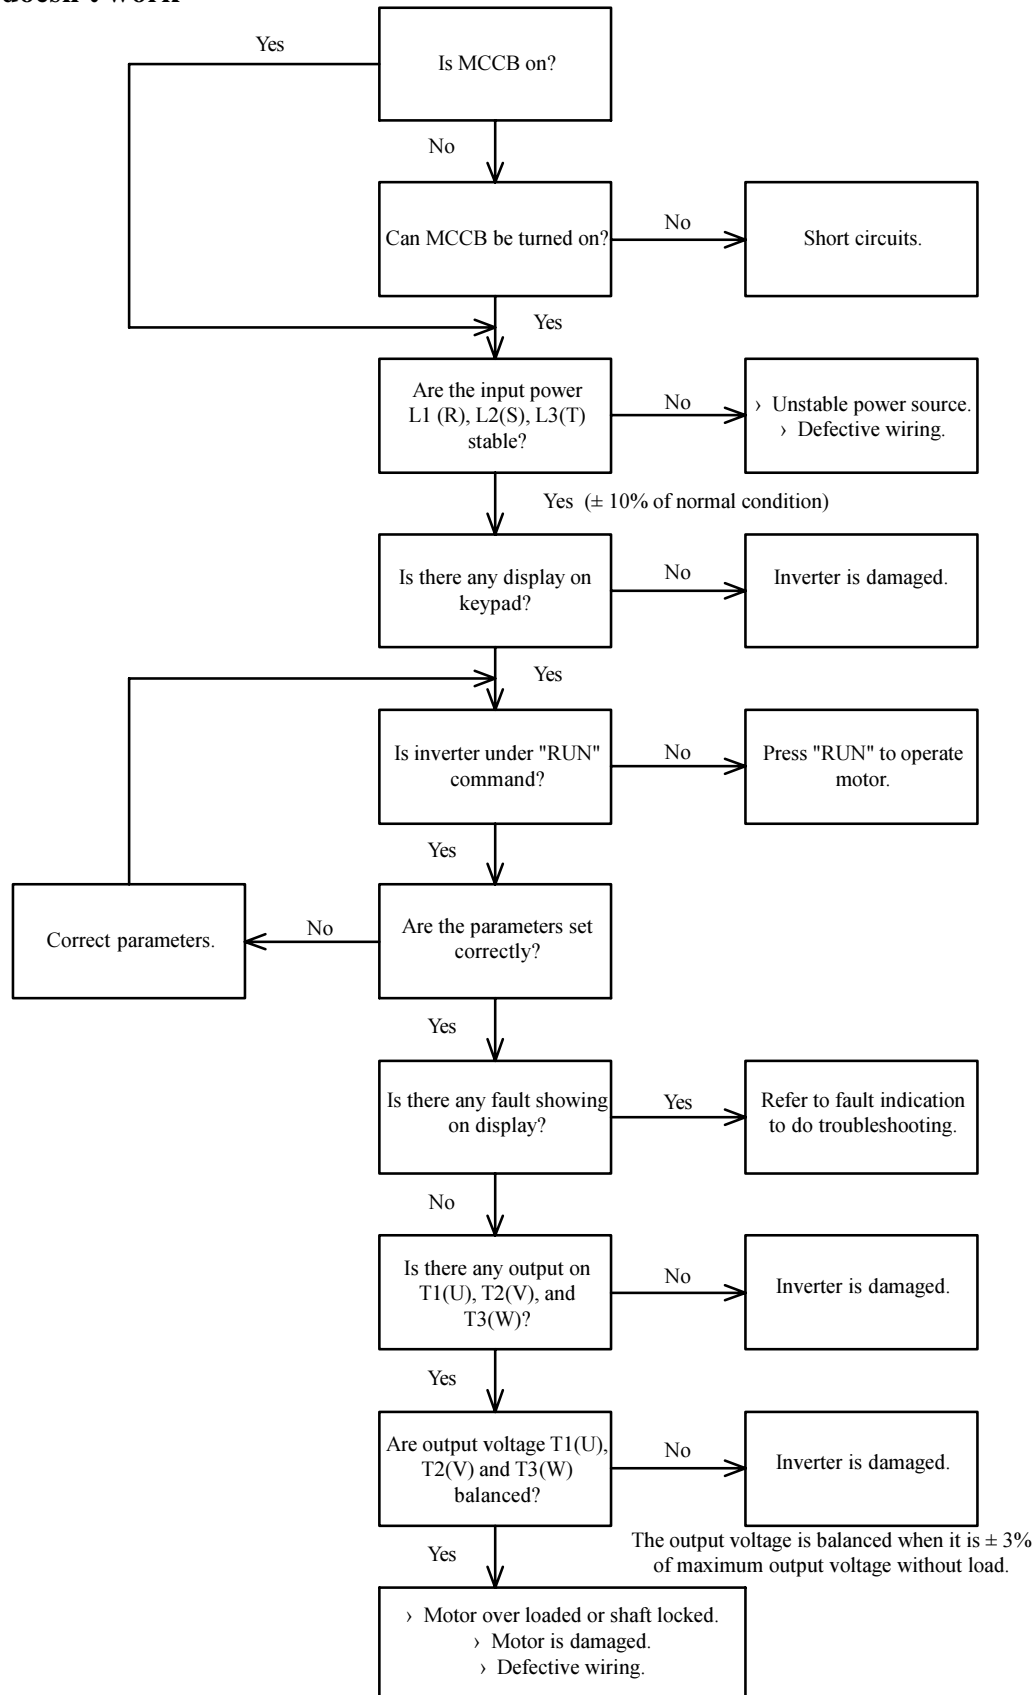 doesn't work
Yes
Is MCCB on?
No
Can MCCB be turned on?
No
Short circuits.
Yes
Are the input power
L1 (R), L2(S), L3(T)
stable?
No
› Unstable power source.
› Defective wiring.
Yes (± 10% of normal condition)
Is there any display on
keypad?
No
Inverter is damaged.
Yes
Is inverter under "RUN"
command?
No
Press "RUN" to operate
motor.
Yes
Correct parameters.
No
Are the parameters set
correctly?
Yes
Is there any fault showing
on display?
Yes
Refer to fault indication
to do troubleshooting.
No
Is there any output on
T1(U), T2(V), and
T3(W)?
No
Inverter is damaged.
Yes
Are output voltage T1(U),
T2(V) and T3(W)
balanced?
No
Inverter is damaged.
The output voltage is balanced when it is ± 3%
of maximum output voltage without load.
Yes
› Motor over loaded or shaft locked.
› Motor is damaged.
› Defective wiring.